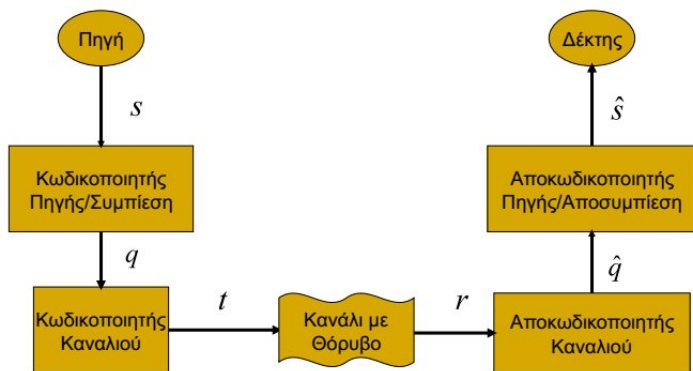 Πηγή
Δέκτης
s
ŝ
Κωδικοποιητής
Πηγής/Συμπίεση
Αποκωδικοποιητής
Πηγής/Αποσυμπίεση
q
q̂
Κωδικοποιητής
Καναλιού
t
Κανάλι με
Θόρυβο
r
Αποκωδικοποιητής
Καναλιού